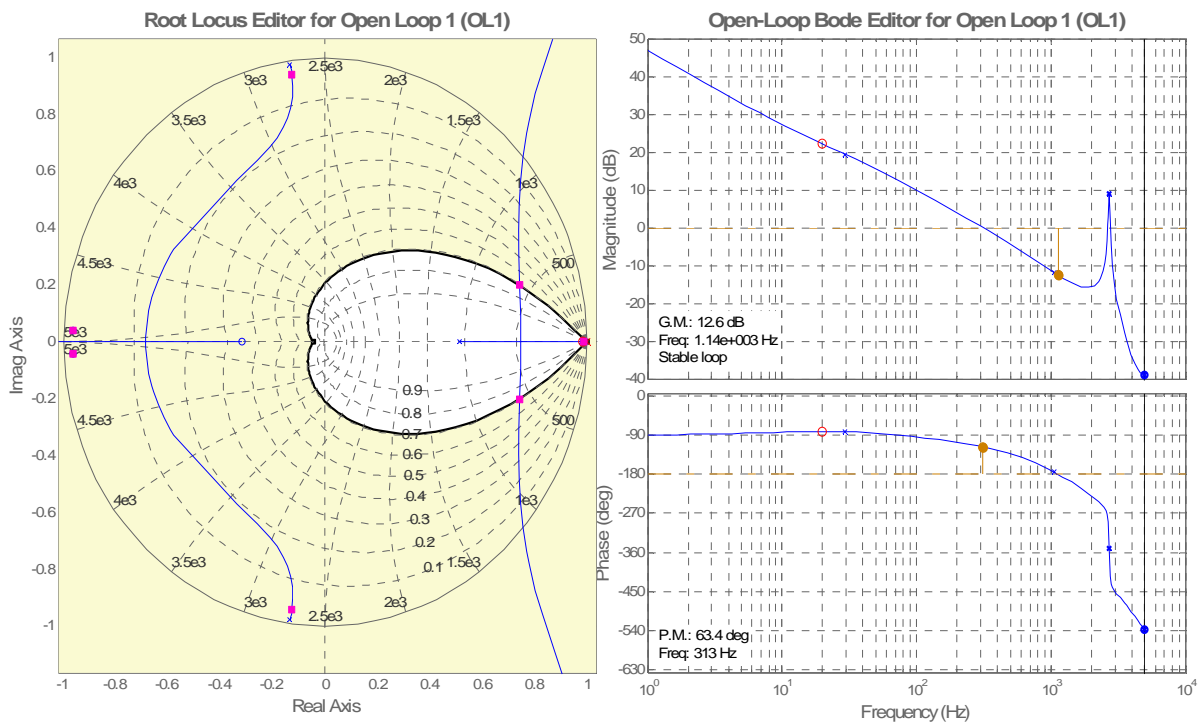 Root Locus Editor for Open Loop 1 (OL1)
1
0.8
0.6
0.4
0.2
0
-0.2
-0.4
-0.6
-0.8
-1
Imag Axis
-1
-0.8
-0.6
-0.4
-0.2
0
0.2
0.4
0.6
0.8
1
Real Axis
2.5e3
3e3
2e3
3.5e3
1.5e3
4e3
1e3
4.5e3
500
5e3
5e3
4.5e3
500
4e3
1e3
3.5e3
1.5e3
3e3
2e3
2.5e3
0.9
0.8
0.7
0.6
0.5
0.4
0.3
0.2
0.1
Open-Loop Bode Editor for Open Loop 1 (OL1)
50
40
30
20
10
0
-10
-20
-30
-40
Magnitude (dB)
G.M.: 12.6 dB
Freq: 1.14e+003 Hz
Stable loop
0
-90
-180
-270
-360
-450
-540
-630
Phase (deg)
P.M.: 63.4 deg
Freq: 313 Hz
10^0
10^1
10^2
10^3
10^4
Frequency (Hz)